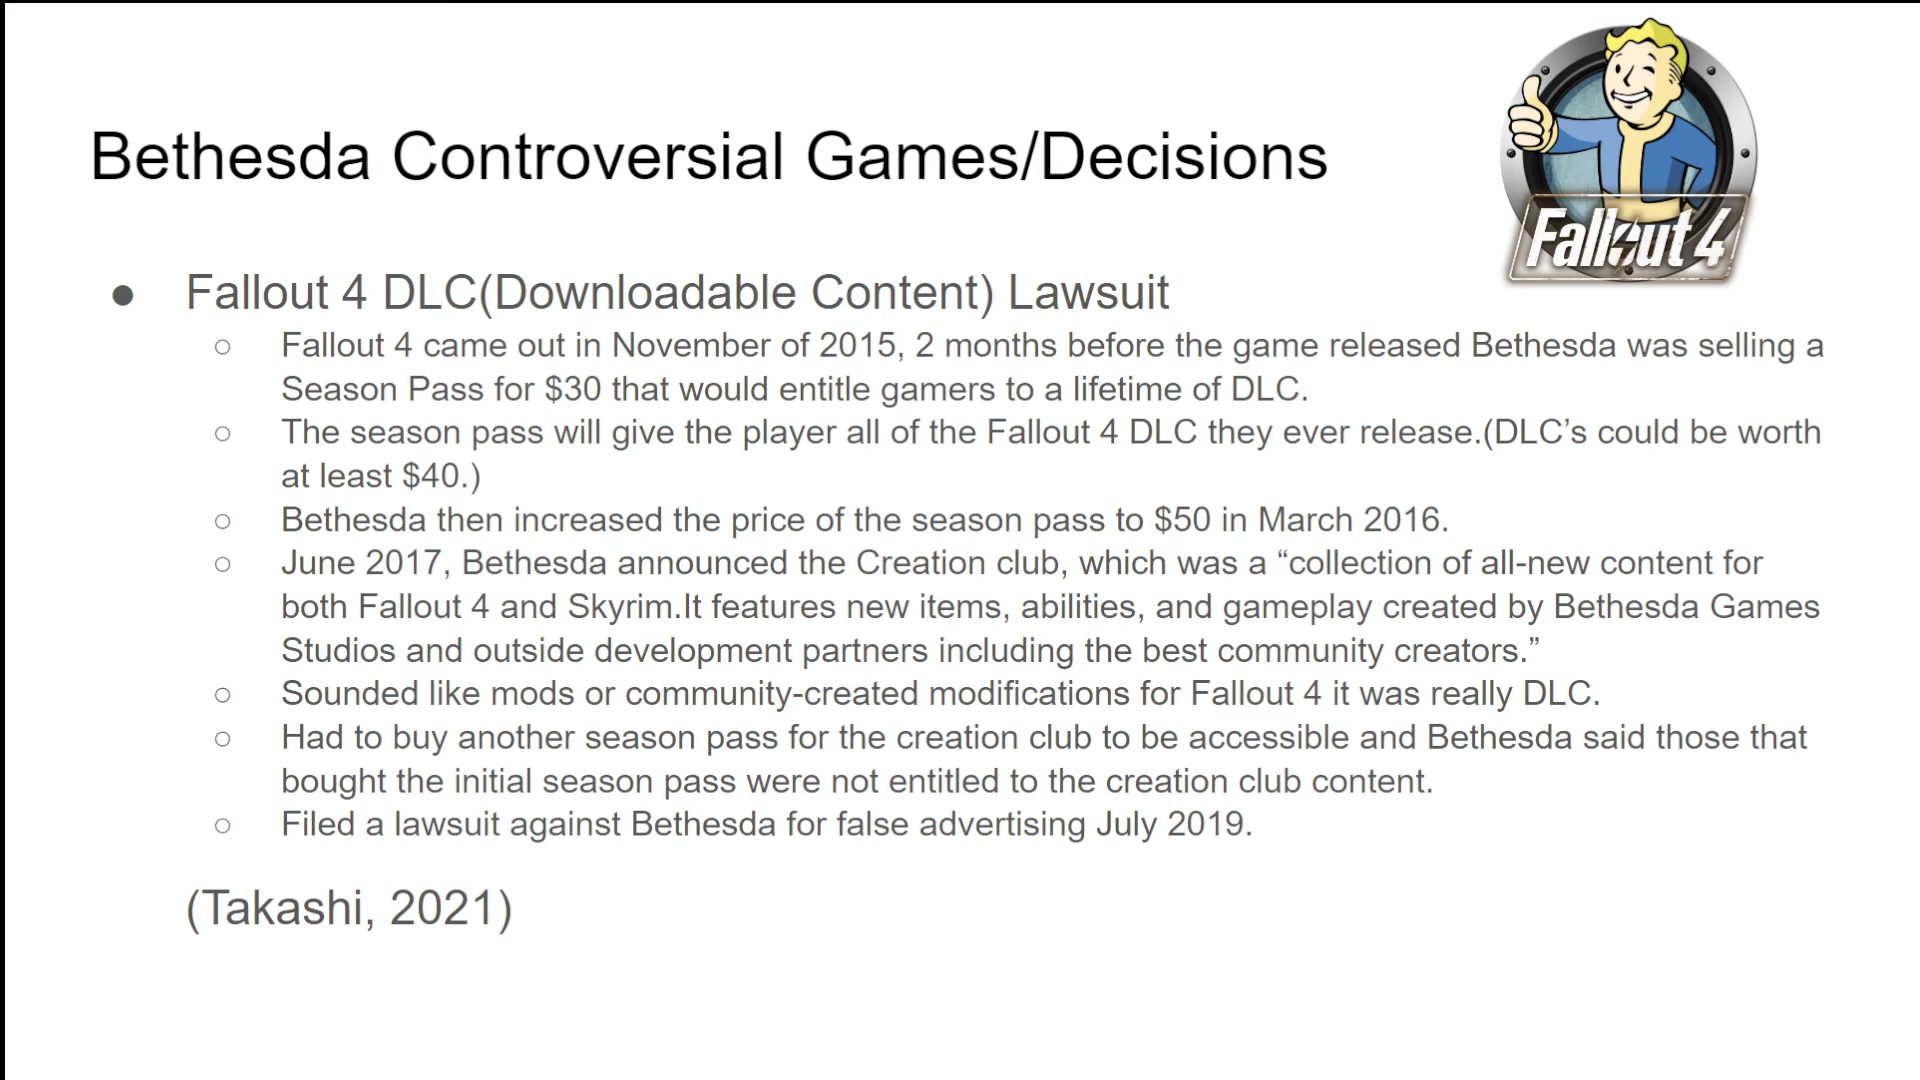 Bethesda Controversial Games/Decisions
Fallout 4
● Fallout 4 DLC(Downloadable Content) Lawsuit
○ Fallout 4 came out in November of 2015, 2 months before the game released Bethesda was selling a
Season Pass for $30 that would entitle gamers to a lifetime of DLC.
○ The season pass will give the player all of the Fallout 4 DLC they ever release.(DLC’s could be worth
at least $40.)
○ Bethesda then increased the price of the season pass to $50 in March 2016.
○ June 2017, Bethesda announced the Creation club, which was a “collection of all-new content for
both Fallout 4 and Skyrim.It features new items, abilities, and gameplay created by Bethesda Games
Studios and outside development partners including the best community creators.”
○ Sounded like mods or community-created modifications for Fallout 4 it was really DLC.
○ Had to buy another season pass for the creation club to be accessible and Bethesda said those that
bought the initial season pass were not entitled to the creation club content.
○ Filed a lawsuit against Bethesda for false advertising July 2019.
(Takashi, 2021)